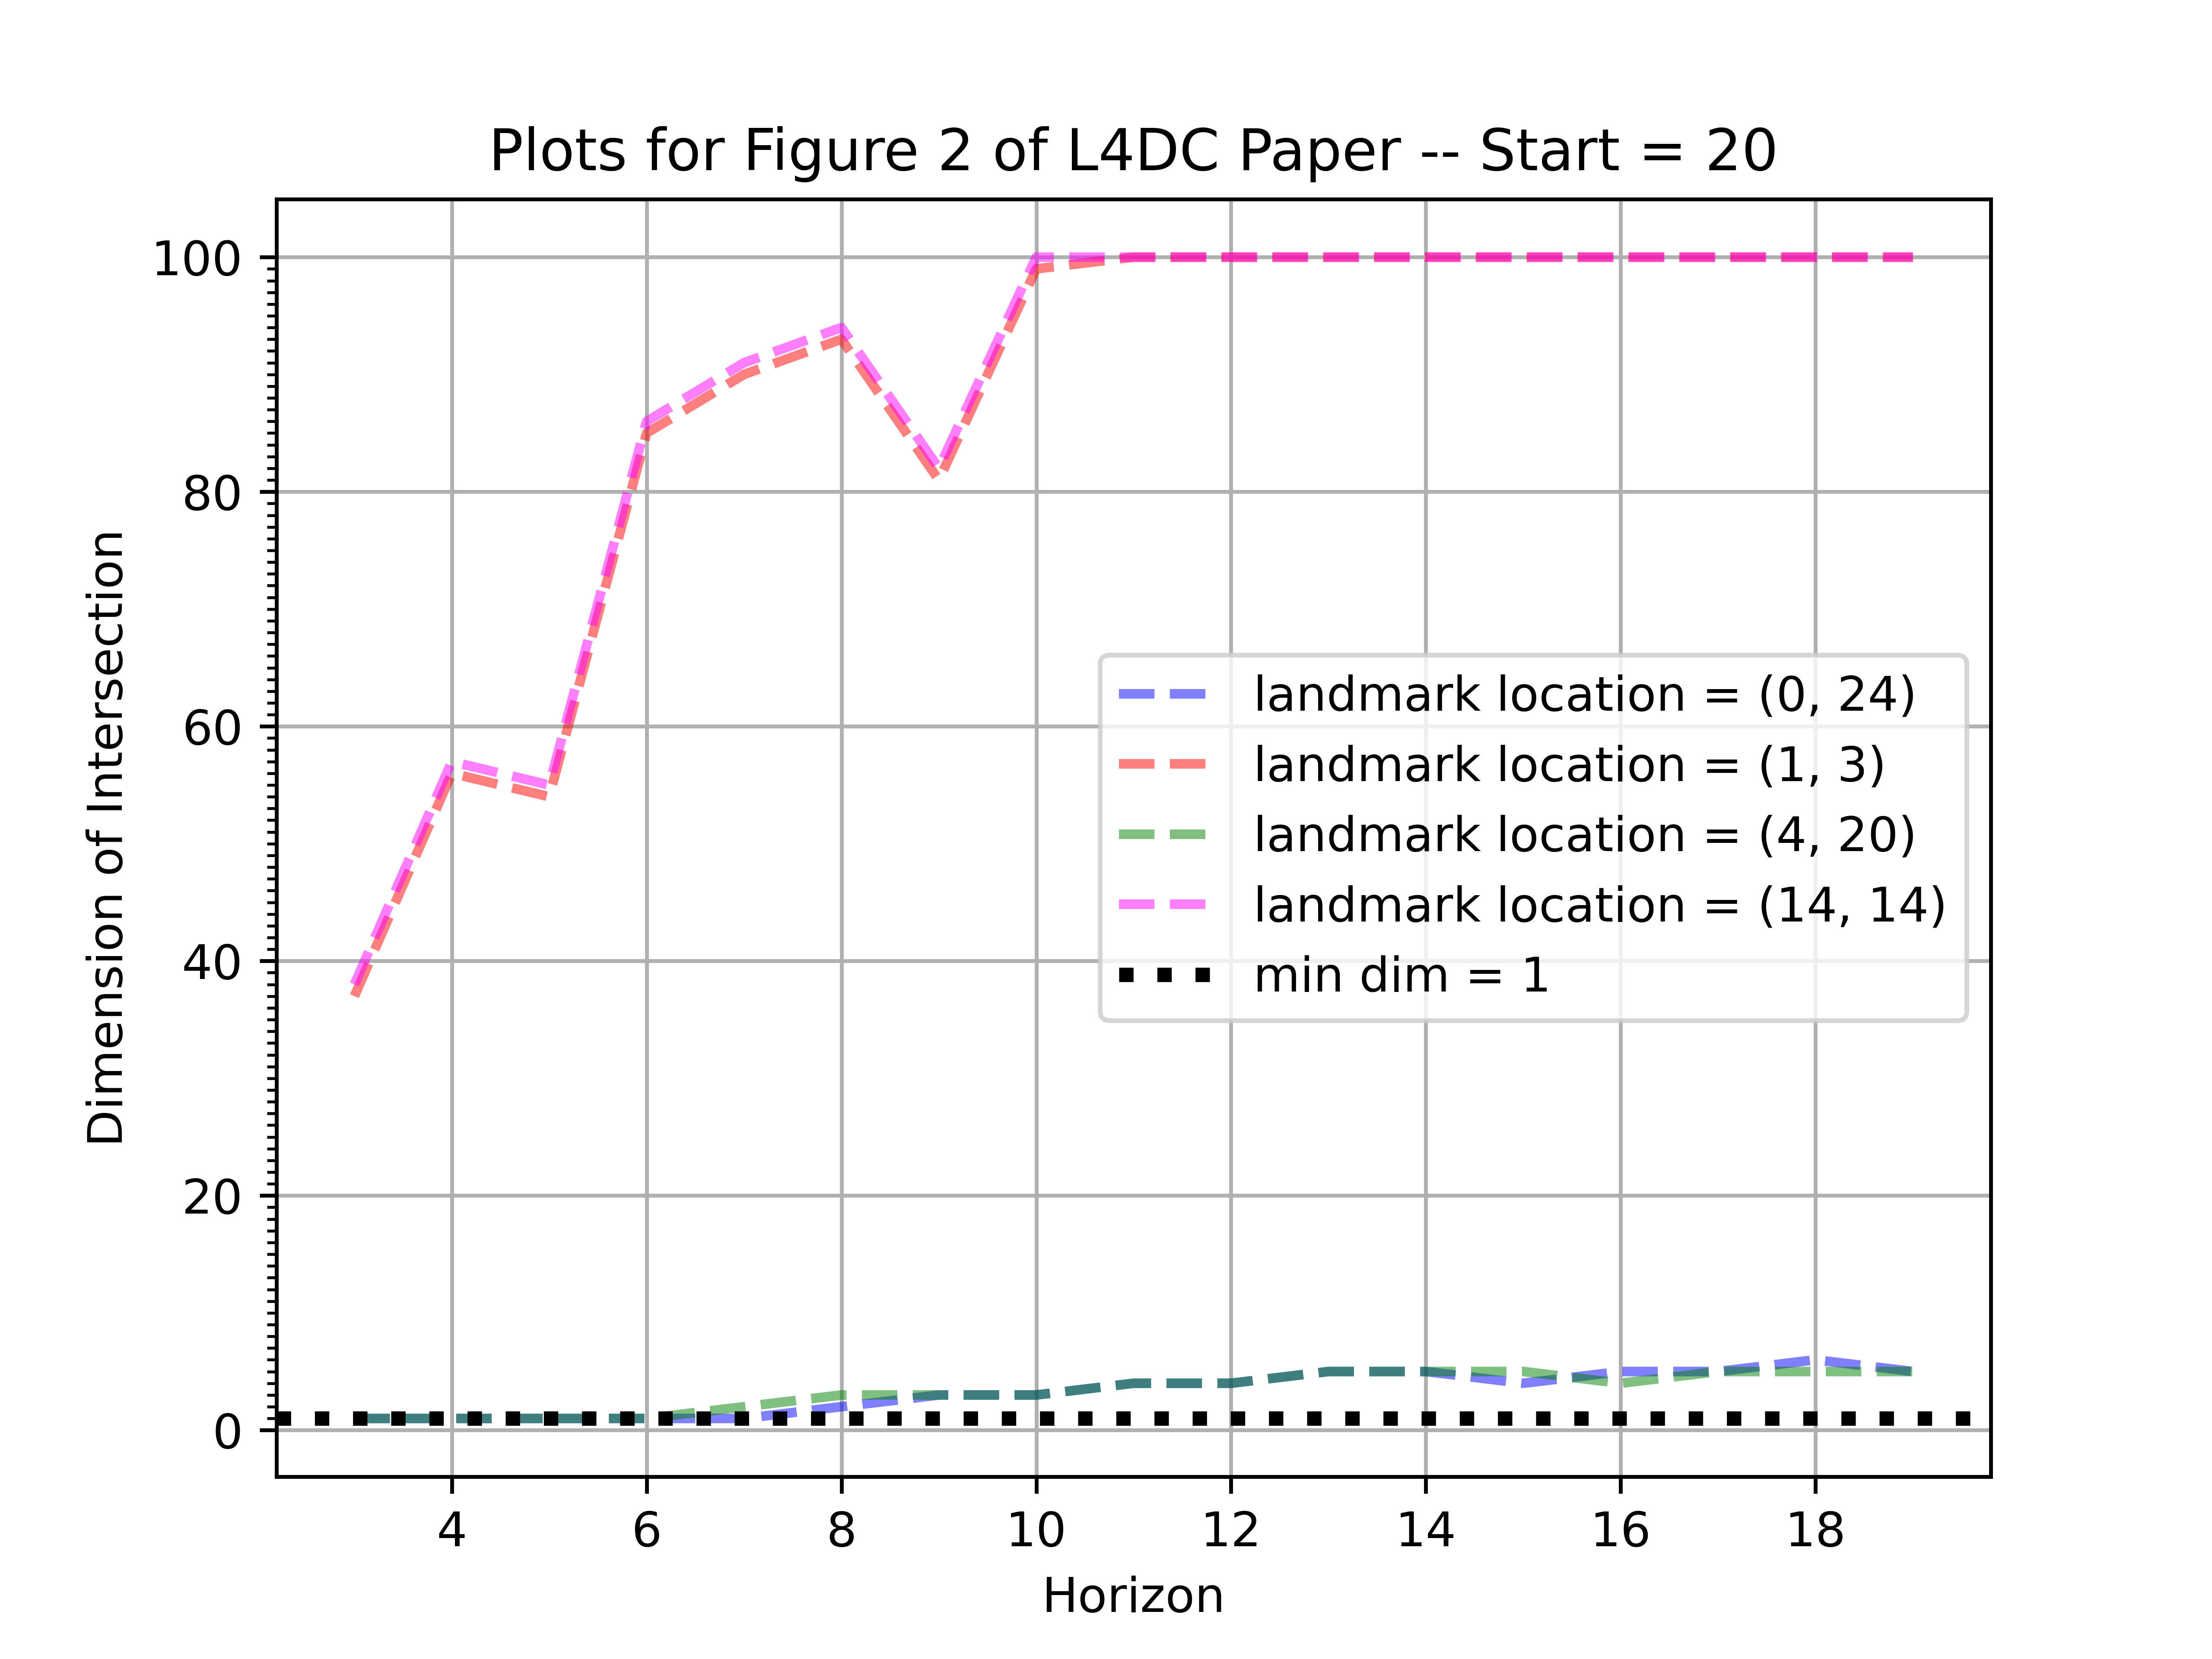 Plots for Figure 2 of L4DC Paper -- Start = 20
Dimension of Intersection
100
80
60
40
20
0
landmark location = (0, 24)
landmark location = (1, 3)
landmark location = (4, 20)
landmark location = (14, 14)
min dim = 1
4 6 8 10 12 14 16 18
Horizon